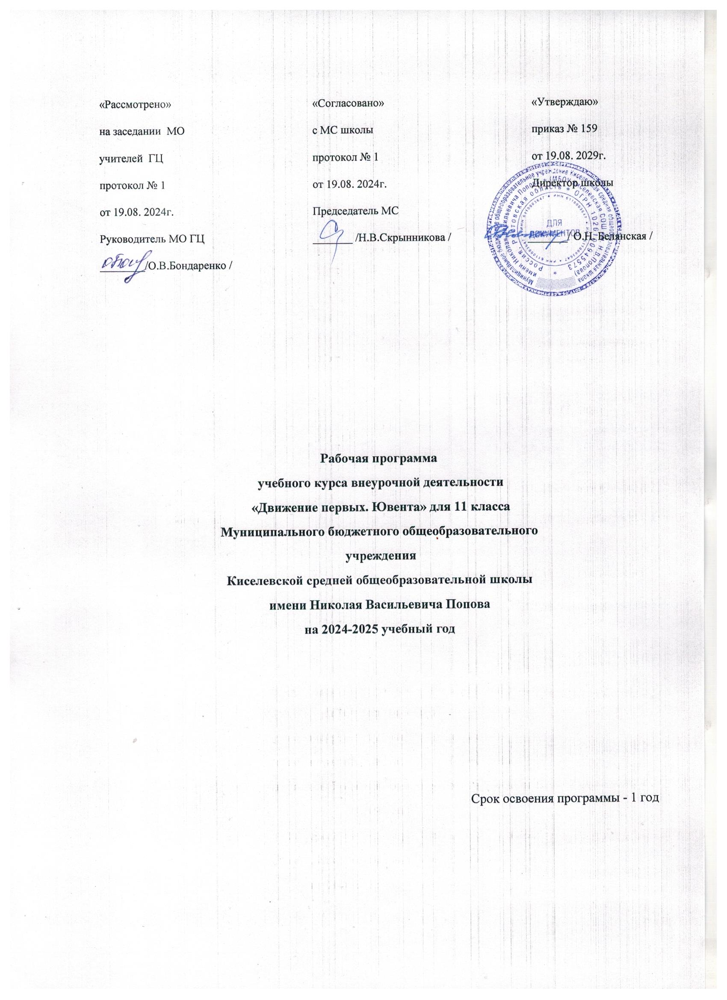 «Рассмотрено»
на заседании МО
учителей ГЦ
протокол № 1
от 19.08. 2024г.
Руководитель МО ГЦ
/О.В.Бондаренко /
«Согласовано»
с МС школы
протокол № 1
от 19.08. 2024г.
Председатель МС
/Н.В.Скрынникова /
«Утверждаю»
приказ № 159
от 19.08. 2029г.
Директор школы
/ О.Н. Белянская /
Муниципальное бюджетное общеобразовательное учреждение Киселевская средняя общеобразовательная школа
имени Николая Васильевича Попова * (МБОУ Киселевская СОШ им. Н.В.Попова)
* РОССИЯ, РОСТОВСКАЯ ОБЛАСТЬ * ОГРН 1026100945573
* ИНН 6110003647 * ИНН 6110003647 * ИНН 6110003647
ДЛЯ
ДОКУМЕНТОВ
Рабочая программа
учебного курса внеурочной деятельности
«Движение первых. Ювента» для 11 класса
Муниципального бюджетного общеобразовательного
учреждения
Киселевской средней общеобразовательной школы
имени Николая Васильевича Попова
на 2024-2025 учебный год
Срок освоения программы - 1 год